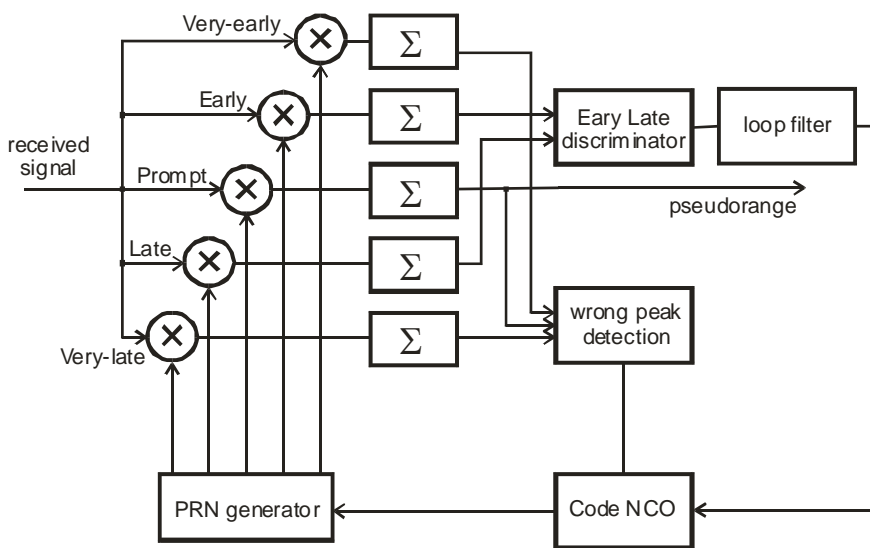 Very-early
Σ
Early
Σ
Eary Late
discriminator
loop filter
received
signal
Prompt
Σ
pseudorange
Late
Σ
Very-late
Σ
wrong peak
detection
PRN generator
Code NCO